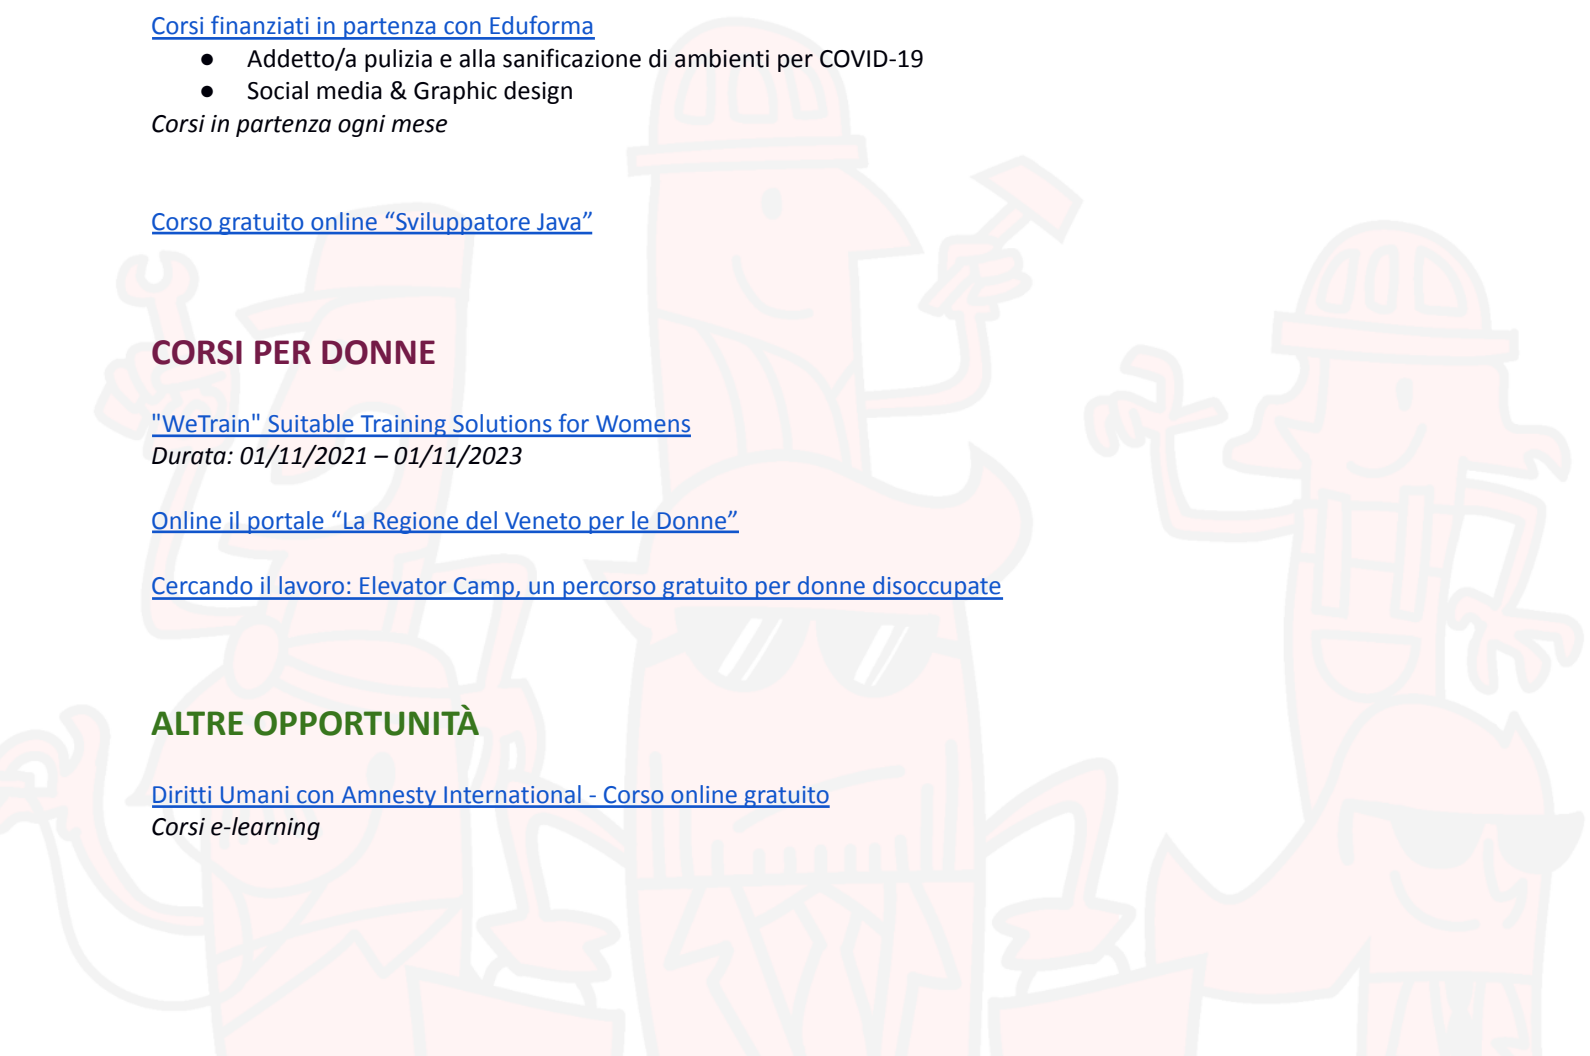 Corsi finanziati in partenza con Eduforma
● Addetto/a pulizia e alla sanificazione di ambienti per COVID-19
● Social media & Graphic design
Corsi in partenza ogni mese
Corso gratuito online “Sviluppatore Java”
CORSI PER DONNE
"WeTrain" Suitable Training Solutions for Womens
Durata: 01/11/2021 – 01/11/2023
Online il portale “La Regione del Veneto per le Donne”
Cercando il lavoro: Elevator Camp, un percorso gratuito per donne disoccupate
ALTRE OPPORTUNITÀ
Diritti Umani con Amnesty International - Corso online gratuito
Corsi e-learning